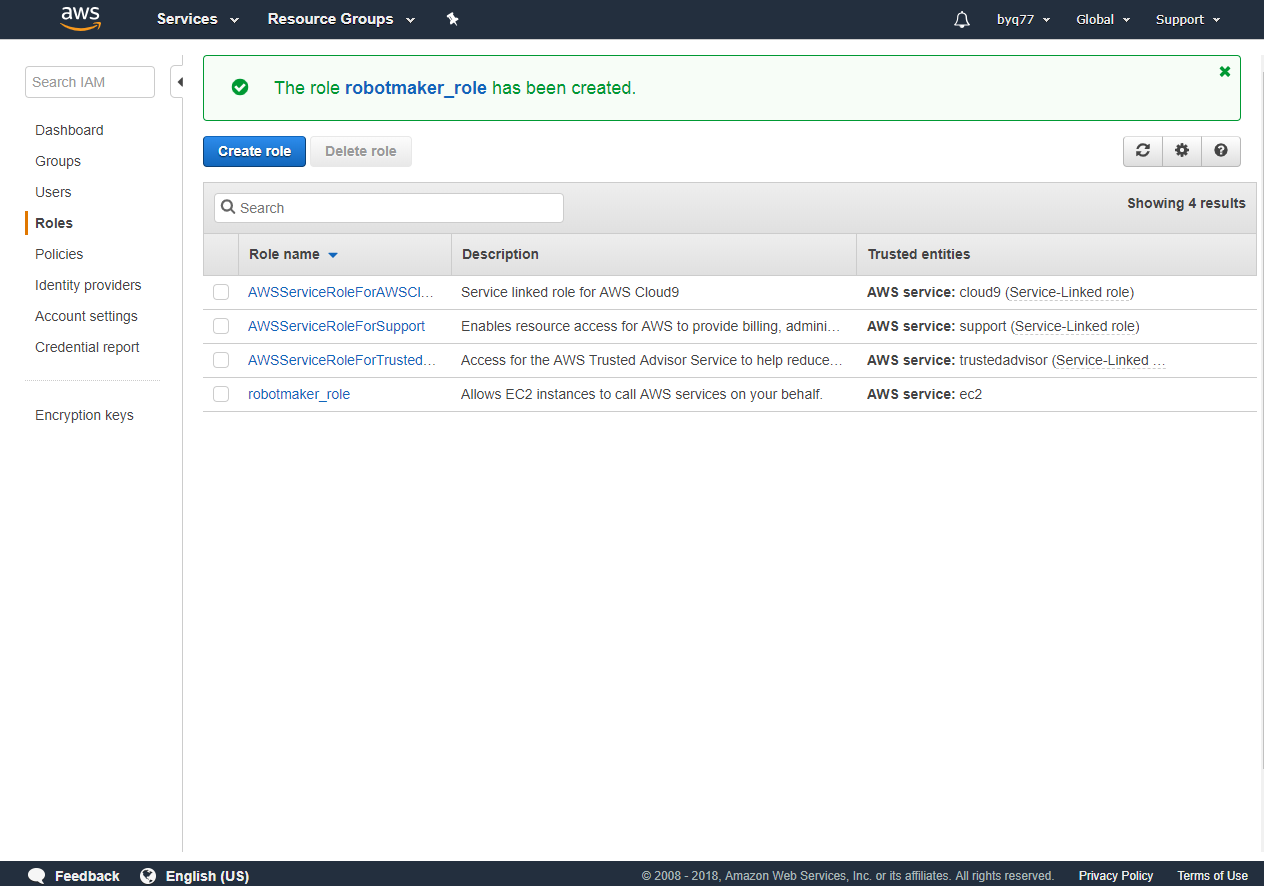 aws Services Resource Groups byq77 Global Support
Search IAM
Dashboard
Groups
Users
Roles
Policies
Identity providers
Account settings
Credential report
Encryption keys
The role robotmaker_role has been created.
Create role Delete role
Search
Showing 4 results
Role name Description Trusted entities
AWSServiceRoleForAWSCl… Service linked role for AWS Cloud9 AWS service: cloud9 (Service-Linked role)
AWSServiceRoleForSupport Enables resource access for AWS to provide billing, admini… AWS service: support (Service-Linked role)
AWSServiceRoleForTrusted… Access for the AWS Trusted Advisor Service to help reduce… AWS service: trustedadvisor (Service-Linked …
robotmaker_role Allows EC2 instances to call AWS services on your behalf. AWS service: ec2
Feedback English (US) © 2008 - 2018, Amazon Web Services, Inc. or its affiliates. All rights reserved. Privacy Policy Terms of Use